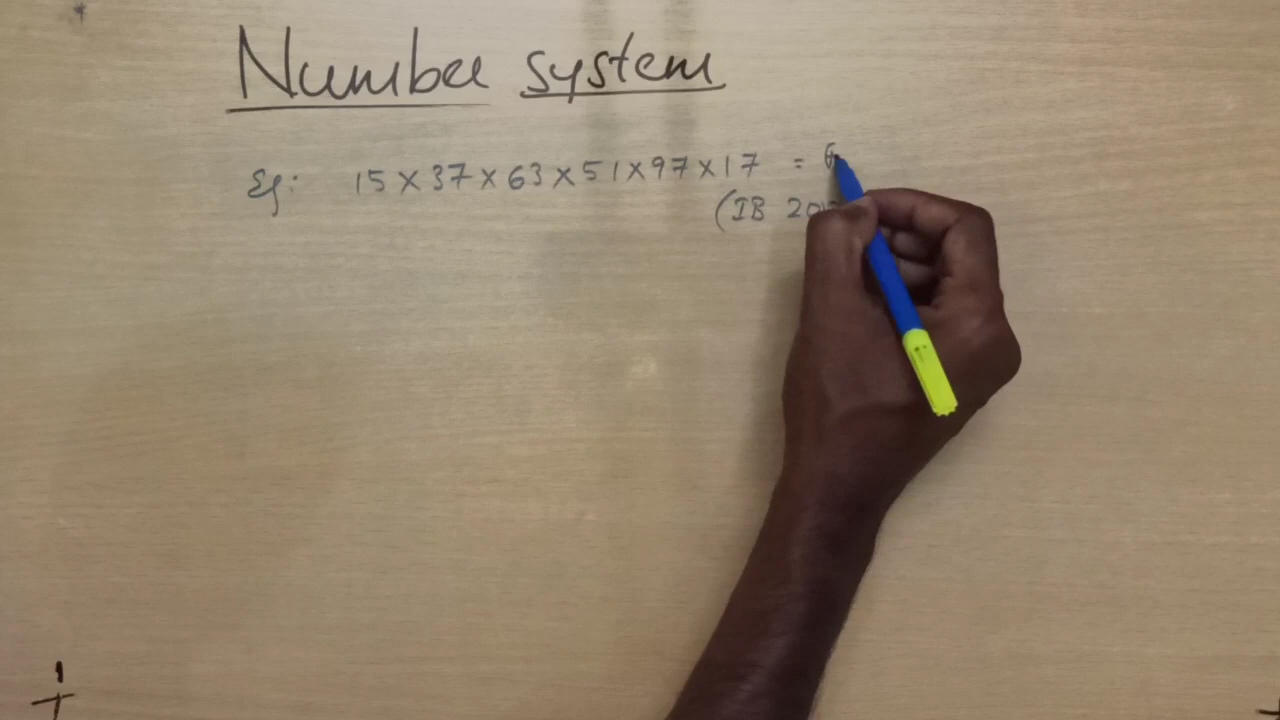 Number system
Eg: 15 × 37 × 63 × 51 × 97 × 17 =
(IB